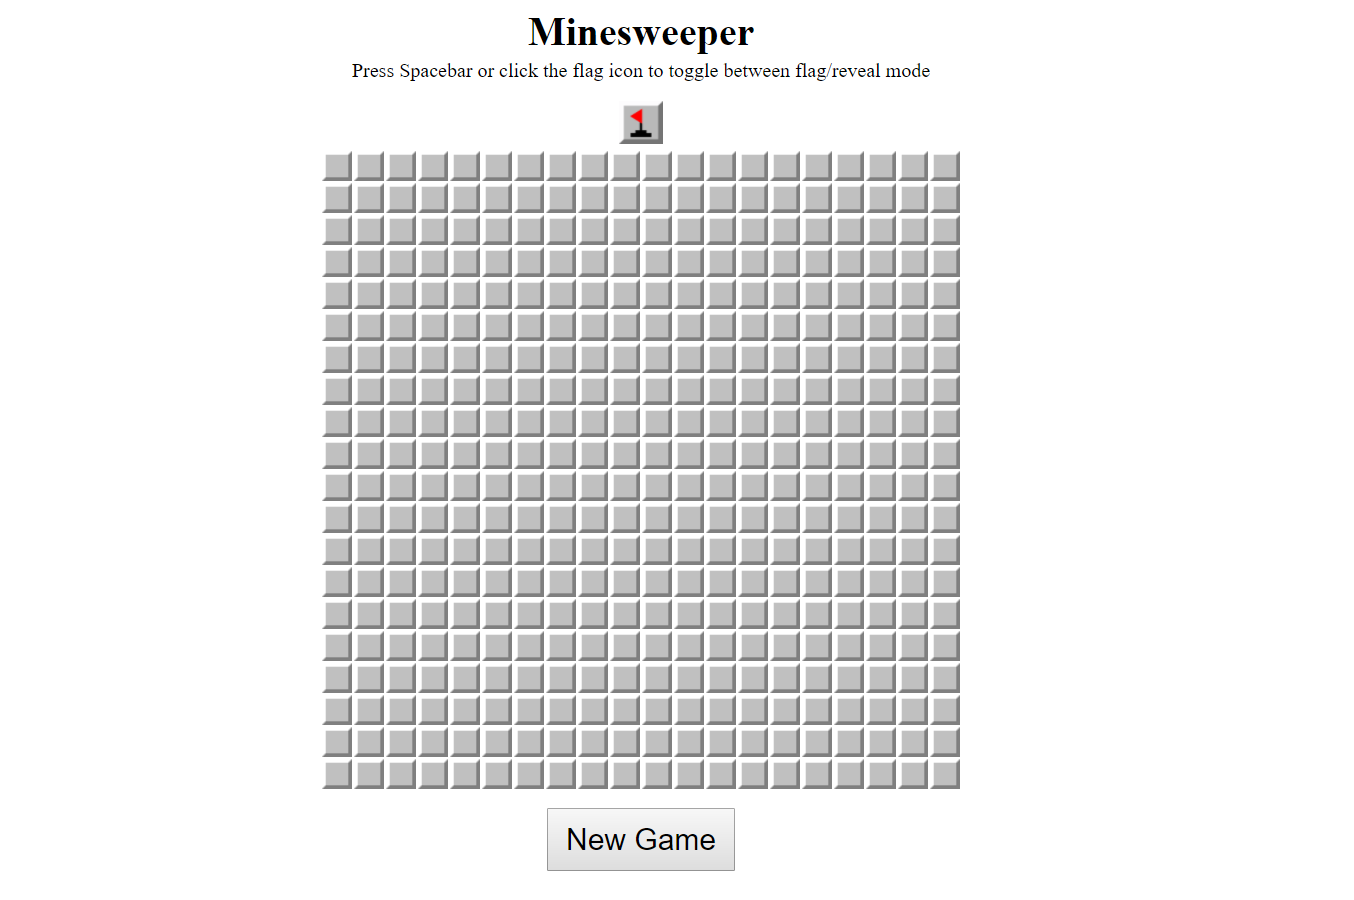 Minesweeper
Press Spacebar or click the flag icon to toggle between flag/reveal mode
New Game